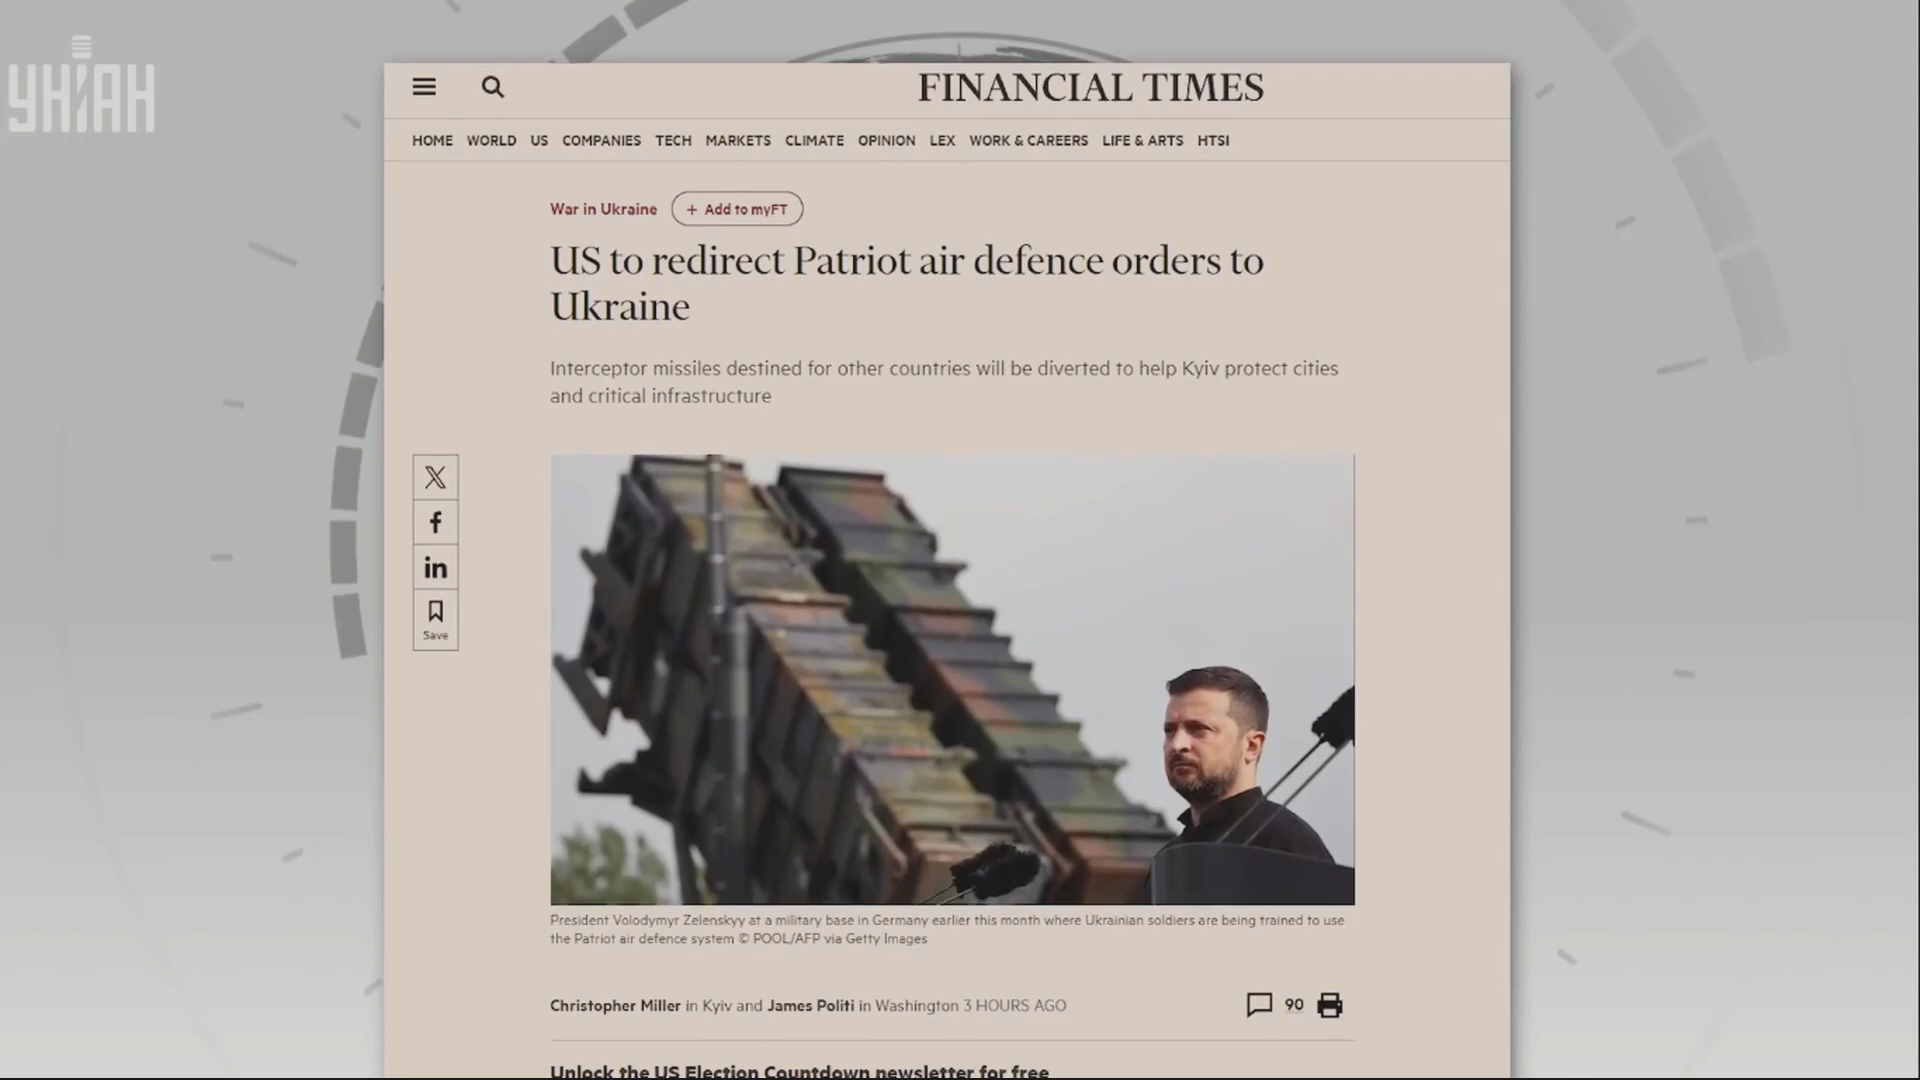 УНІАН
FINANCIAL TIMES
HOME WORLD US COMPANIES TECH MARKETS CLIMATE OPINION LEX WORK & CAREERS LIFE & ARTS HTSI
War in Ukraine + Add to myFT
US to redirect Patriot air defence orders to
Ukraine
Interceptor missiles destined for other countries will be diverted to help Kyiv protect cities
and critical infrastructure
X
f
in
Save
President Volodymyr Zelenskyy at a military base in Germany earlier this month where Ukrainian soldiers are being trained to use
the Patriot air defence system © POOL/AFP via Getty Images
Christopher Miller in Kyiv and James Politi in Washington 3 HOURS AGO
90
Unlock the US Election Countdown newsletter for free